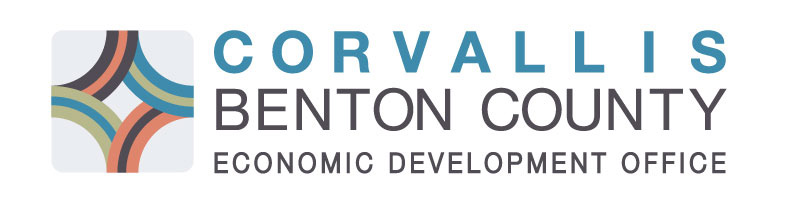 CORVALLIS
BENTON COUNTY
ECONOMIC DEVELOPMENT OFFICE